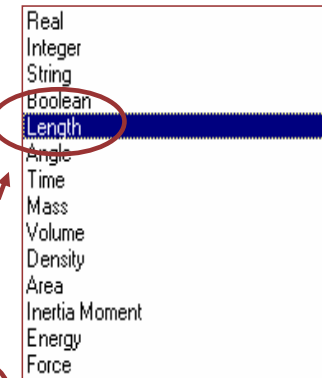 Real
Integer
String
Boolean
Length
Angle
Time
Mass
Volume
Density
Area
Inertia Moment
Energy
Force